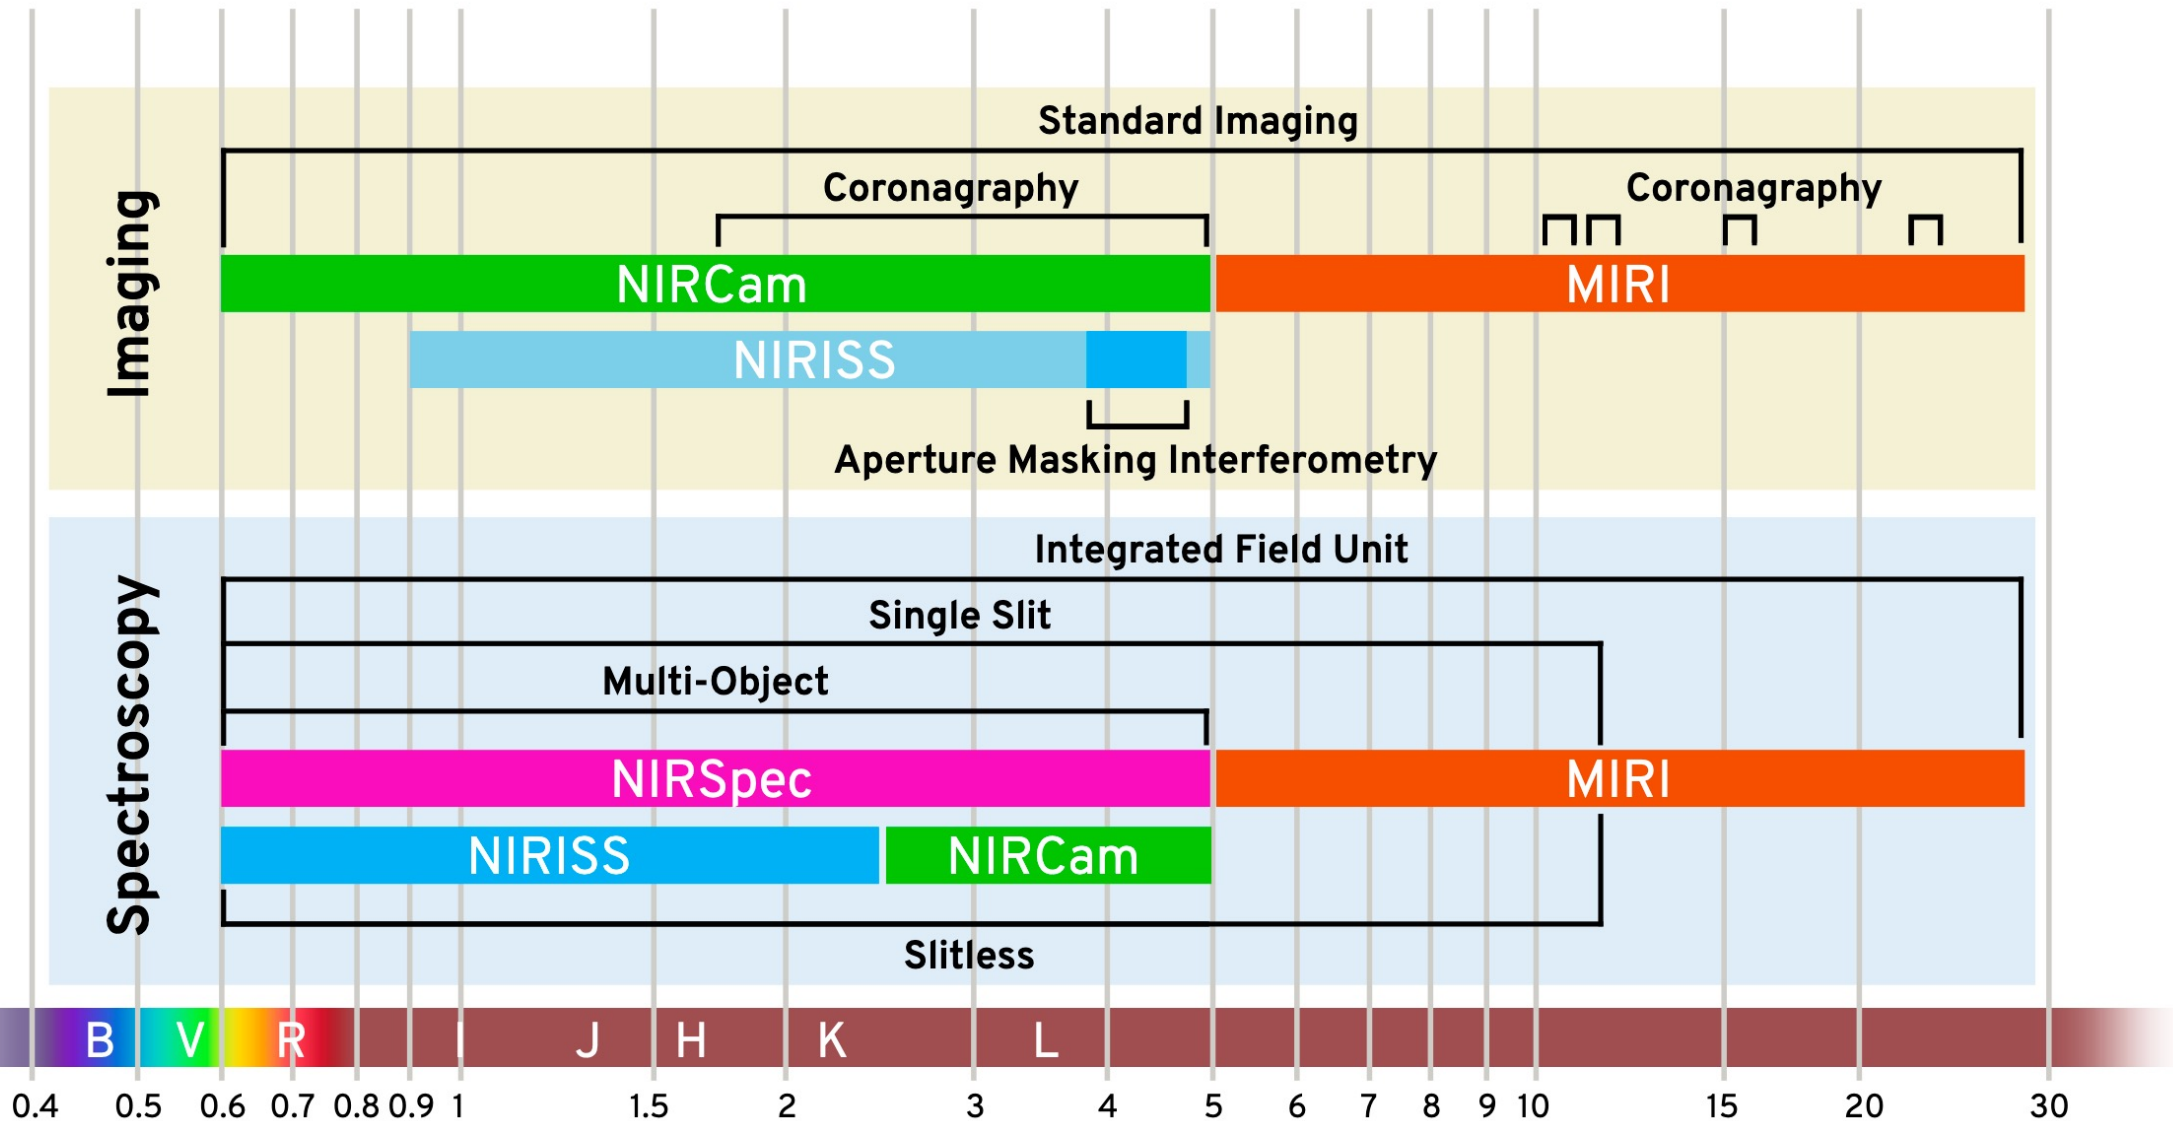 Imaging
Standard Imaging
Coronagraphy
Coronagraphy
NIRCam
MIRI
NIRISS
Aperture Masking Interferometry
Spectroscopy
Integrated Field Unit
Single Slit
Multi-Object
NIRSpec
MIRI
NIRISS
NIRCam
Slitless
B V R I J H K L
0.4 0.5 0.6 0.7 0.8 0.9 1 1.5 2 3 4 5 6 7 8 9 10 15 20 30